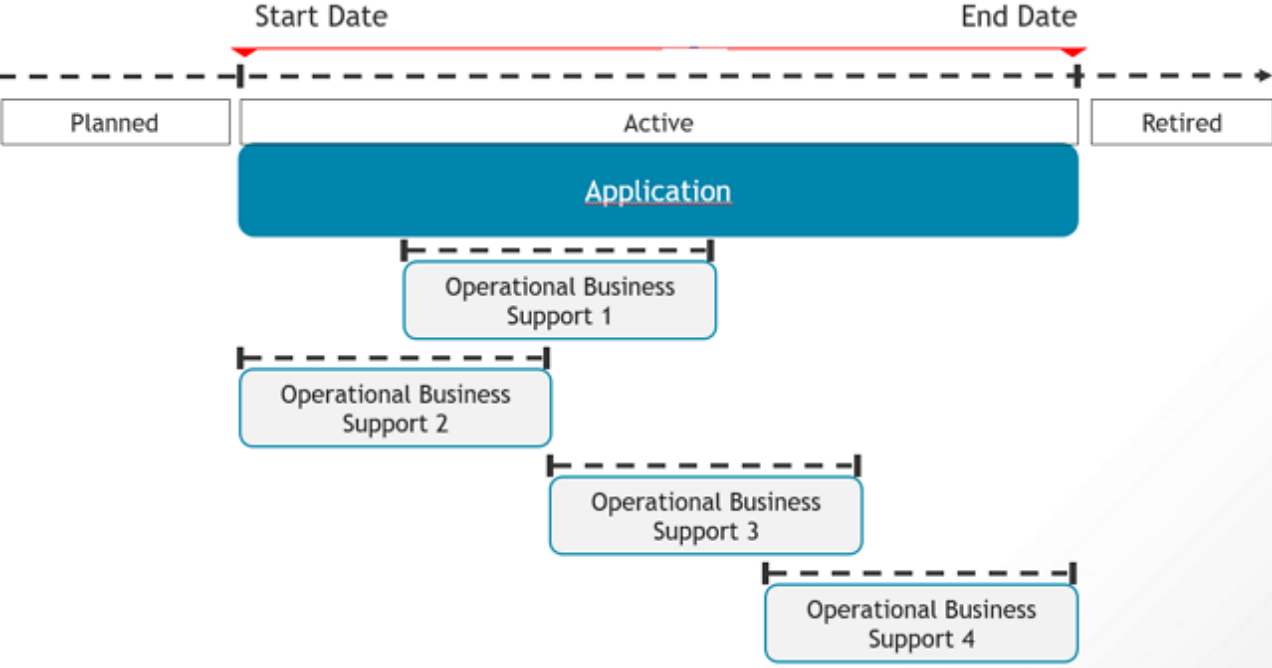 Start Date
End Date
Planned
Active
Retired
Application
Operational Business
Support 1
Operational Business
Support 2
Operational Business
Support 3
Operational Business
Support 4